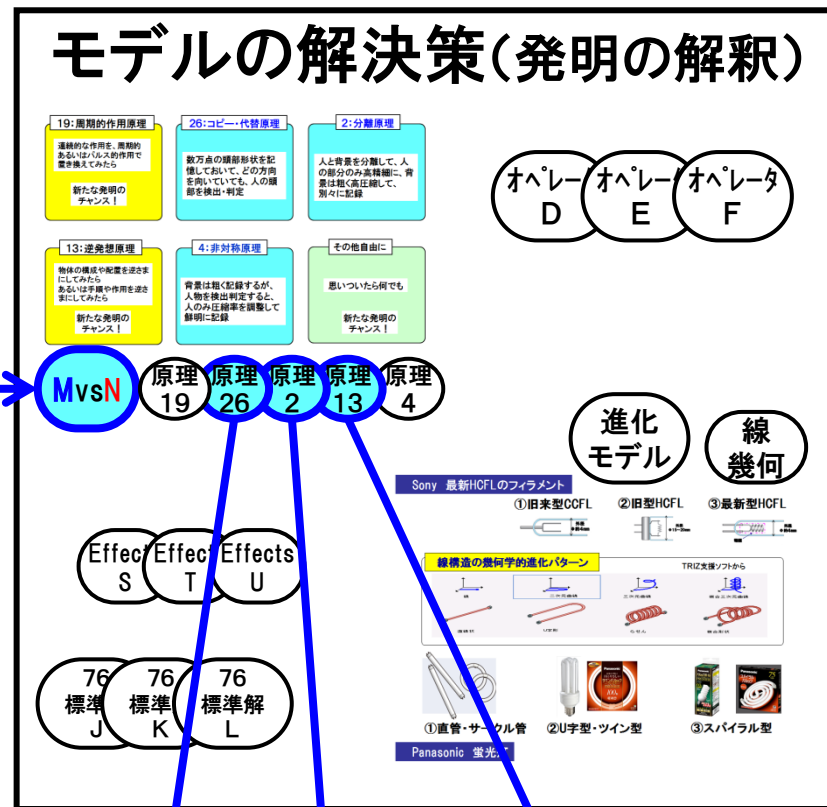 モデルの解決策(発明の解釈)
19:周期的作用原理
連続的な作用を、周期的
あるいはパルス的作用で
置き換えてみたら
新たな発明の
チャンス!
26:コピー・代替原理
数万点の頭部形状を記
憶しておいて、どの方向
を向いていても、人の頭
部を検出・判定
2:分離原理
人と背景を分離して、人
の部分のみ高精細に、背
景は粗く高圧縮して、
別々に記録
オペレータ
D
オペレータ
E
オペレータ
F
13:逆発想原理
物体の構成や配置を逆さま
にしてみたら
あるいは手順や作用を逆さ
まにしてみたら
新たな発明の
チャンス!
4:非対称原理
背景は粗く記録するが、
人物を検出判定すると、
人のみ圧縮率を調整して
鮮明に記録
その他自由に
思いついたら何でも
新たな発明の
チャンス!
MvsN
原理
19
原理
26
原理
2
原理
13
原理
4
進化
モデル
線
幾何
Sony 最新HCFLのフィラメント
①旧来型CCFL
②旧型HCFL
③最新型HCFL
Effect
S
Effect
T
Effects
U
線構造の幾何学的進化パターン
TRIZ支援ソフトから
76
標準
J
76
標準
K
76
標準解
L
①直管・サークル管
②U字型・ツイン型
③スパイラル型
Panasonic 蛍光